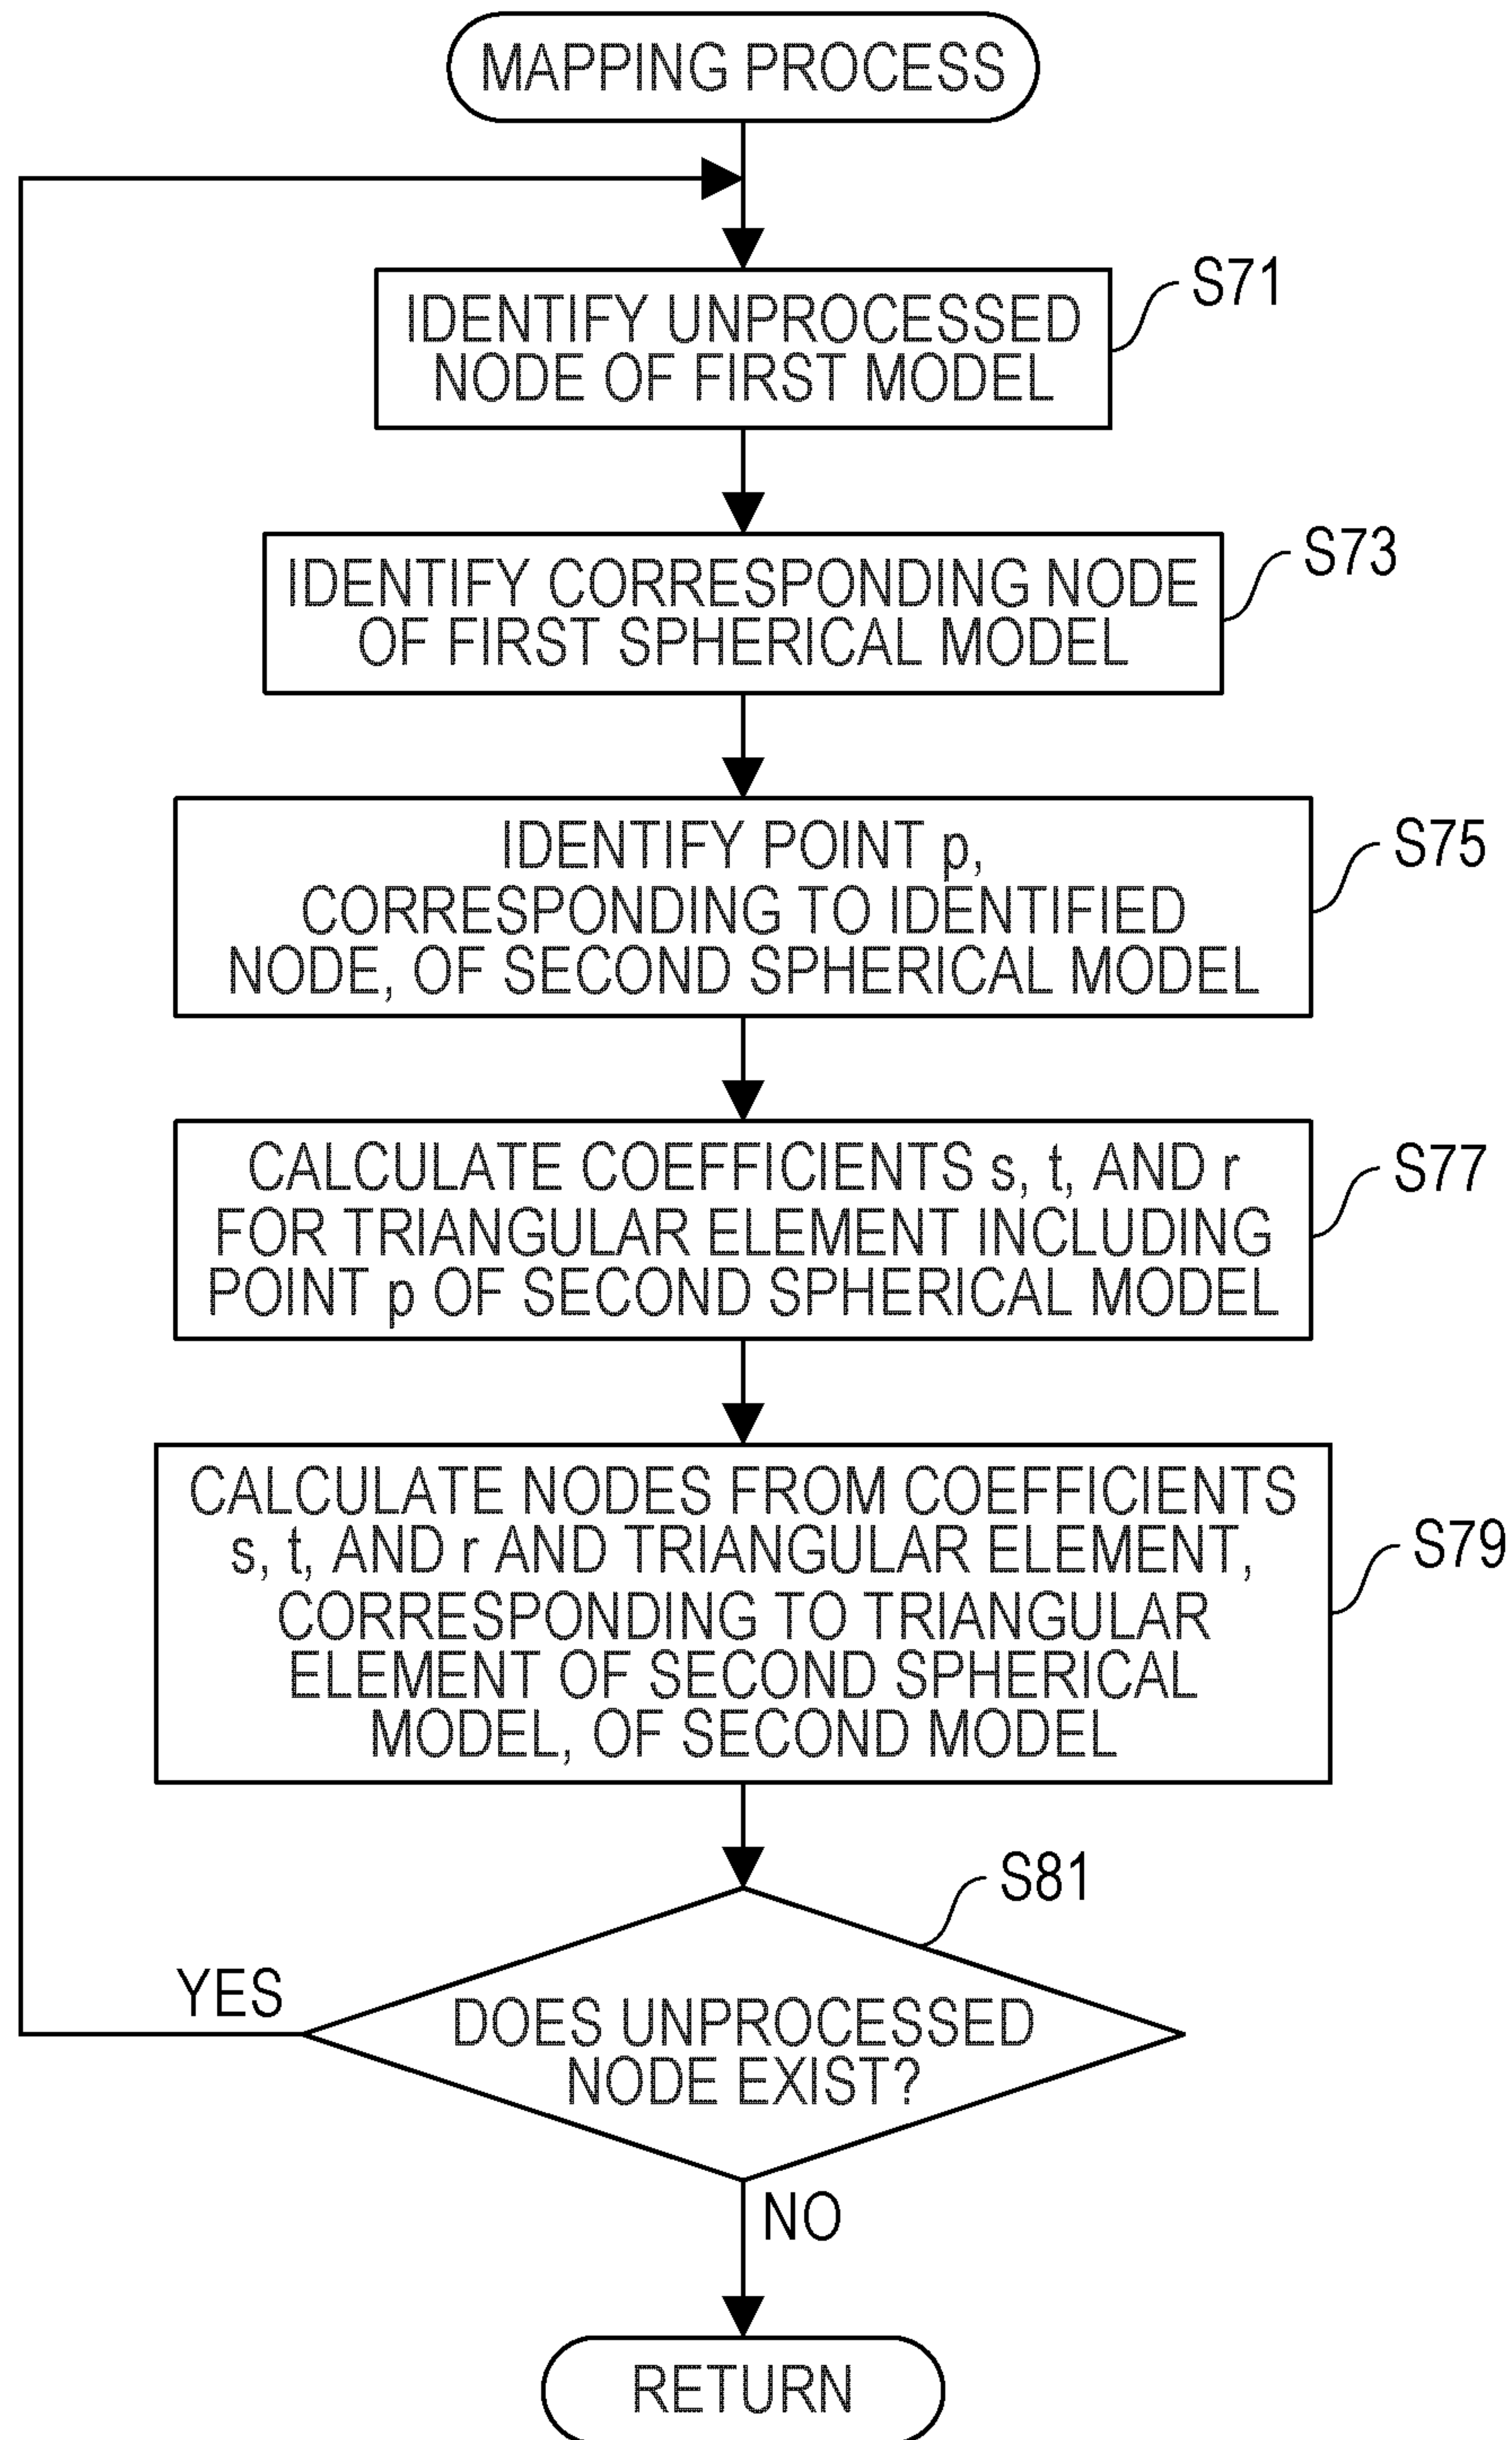 MAPPING PROCESS
S71
IDENTIFY UNPROCESSED
NODE OF FIRST MODEL
S73
IDENTIFY CORRESPONDING NODE
OF FIRST SPHERICAL MODEL
S75
IDENTIFY POINT p,
CORRESPONDING TO IDENTIFIED
NODE, OF SECOND SPHERICAL MODEL
S77
CALCULATE COEFFICIENTS s, t, AND r
FOR TRIANGULAR ELEMENT INCLUDING
POINT p OF SECOND SPHERICAL MODEL
S79
CALCULATE NODES FROM COEFFICIENTS
s, t, AND r AND TRIANGULAR ELEMENT,
CORRESPONDING TO TRIANGULAR
ELEMENT OF SECOND SPHERICAL
MODEL, OF SECOND MODEL
S81
YES
DOES UNPROCESSED
NODE EXIST?
NO
RETURN